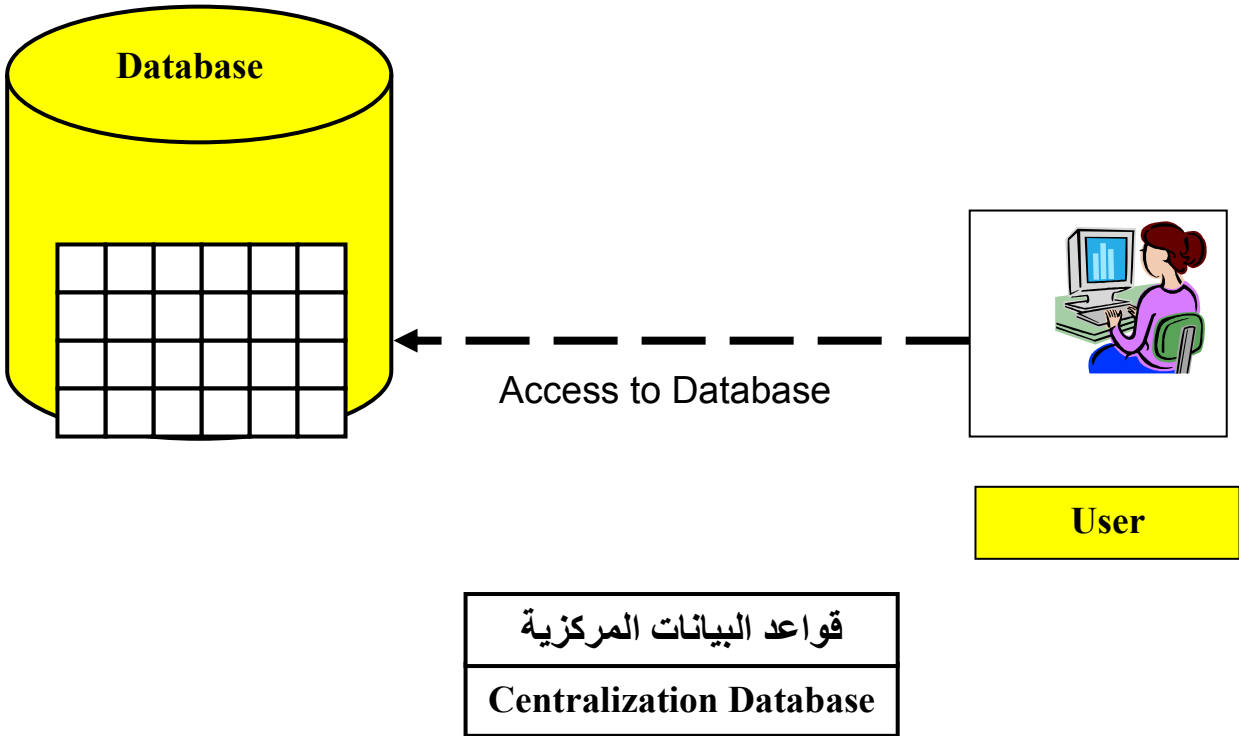 Database
Access to Database
User
قواعد البيانات المركزية
Centralization Database